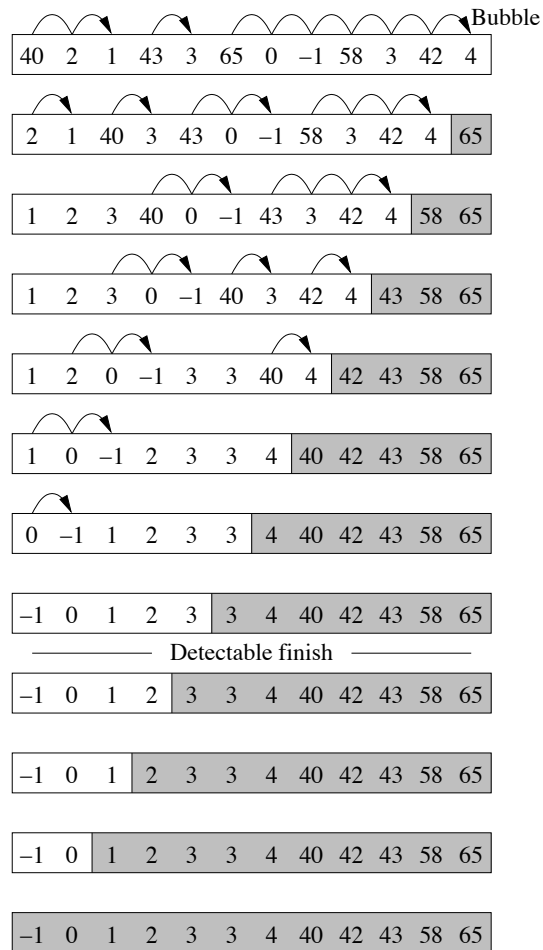 Bubble
40 2 1 43 3 65 0 –1 58 3 42 4
2 1 40 3 43 0 –1 58 3 42 4 65
1 2 3 40 0 –1 43 3 42 4 58 65
1 2 3 0 –1 40 3 42 4 43 58 65
1 2 0 –1 3 3 40 4 42 43 58 65
1 0 –1 2 3 3 4 40 42 43 58 65
0 –1 1 2 3 3 4 40 42 43 58 65
–1 0 1 2 3 3 4 40 42 43 58 65
Detectable finish
–1 0 1 2 3 3 4 40 42 43 58 65
–1 0 1 2 3 3 4 40 42 43 58 65
–1 0 1 2 3 3 4 40 42 43 58 65
–1 0 1 2 3 3 4 40 42 43 58 65